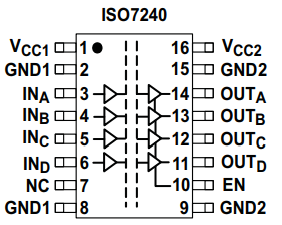 ISO7240
VCC1 1 16 VCC2
GND1 2 15 GND2
INA 3 14 OUTA
INB 4 13 OUTB
INC 5 12 OUTC
IND 6 11 OUTD
NC 7 10 EN
GND1 8 9 GND2